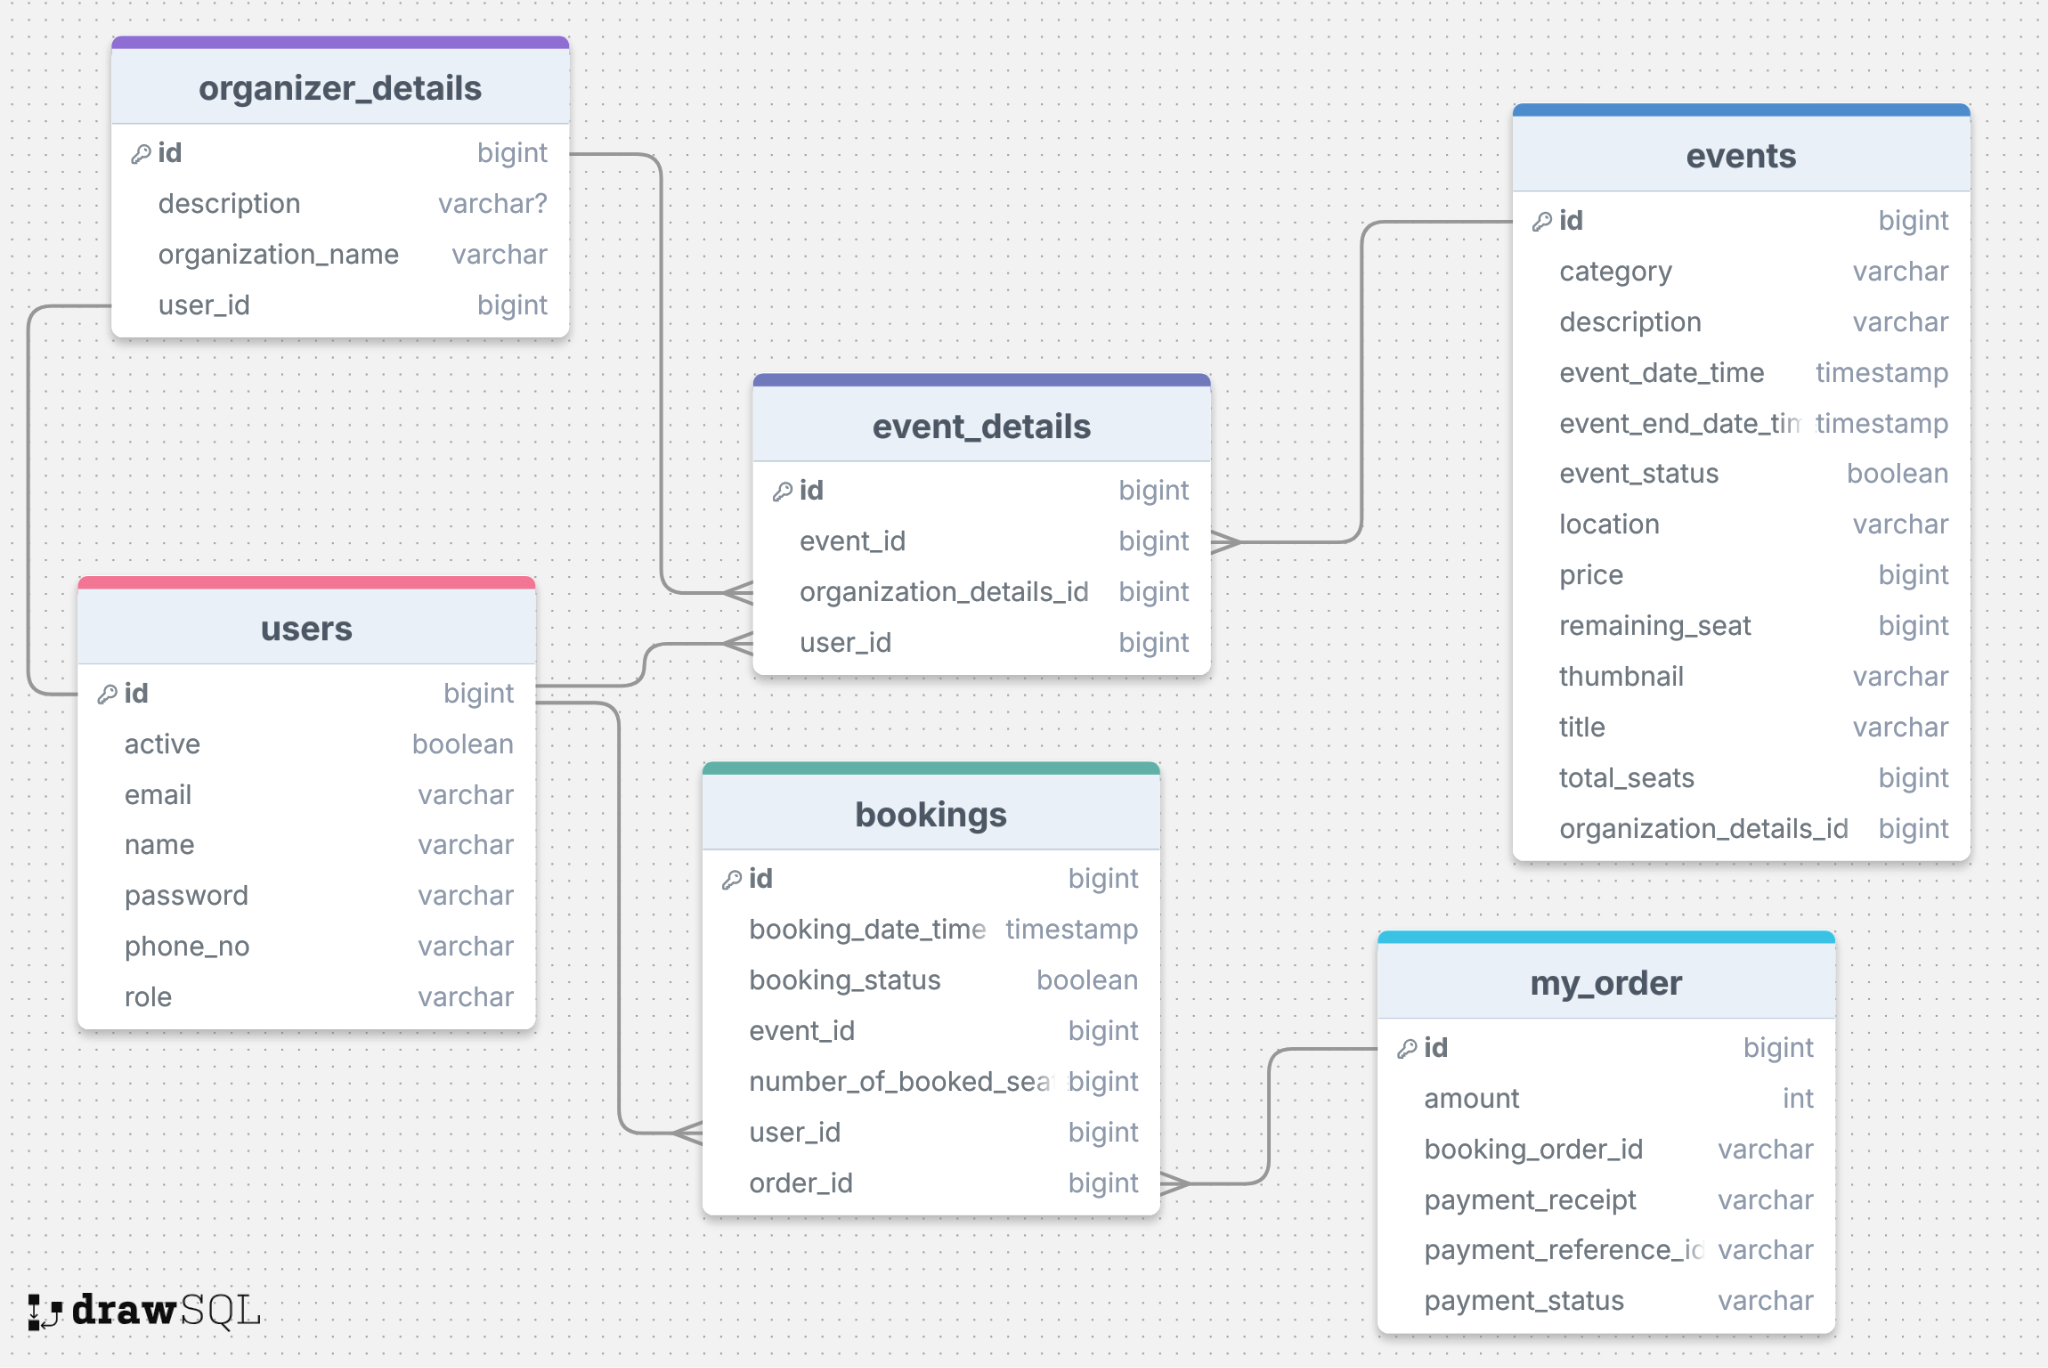 organizer_details
id bigint
description varchar?
organization_name varchar
user_id bigint
events
id bigint
category varchar
description varchar
event_date_time timestamp
event_end_date_tim timestamp
event_status boolean
location varchar
price bigint
remaining_seat bigint
thumbnail varchar
title varchar
total_seats bigint
organization_details_id bigint
event_details
id bigint
event_id bigint
organization_details_id bigint
user_id bigint
users
id bigint
active boolean
email varchar
name varchar
password varchar
phone_no varchar
role varchar
bookings
id bigint
booking_date_time timestamp
booking_status boolean
event_id bigint
number_of_booked_sea bigint
user_id bigint
order_id bigint
my_order
id bigint
amount int
booking_order_id varchar
payment_receipt varchar
payment_reference_id varchar
payment_status varchar
drawSQL